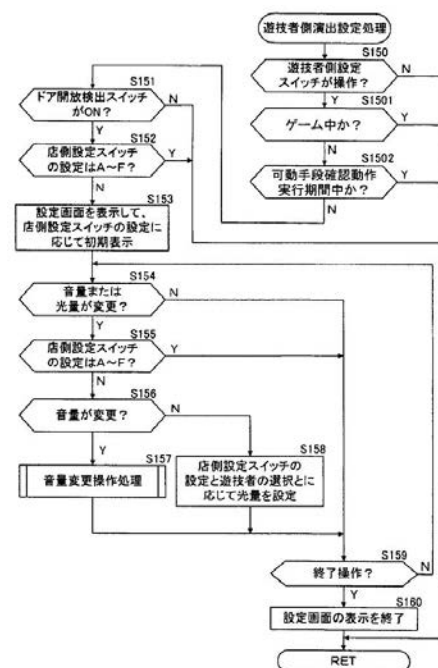 遊技者側演出設定処理
S150
遊技者側設定
スイッチが操作？
N
Y
S1501
ゲーム中か？
Y
N
S1502
可動手段確認動作
実行期間中か？
Y
N
S151
ドア開放検出スイッチ
がON？
N
Y
S152
店側設定スイッチ
の設定はA～F？
Y
N
S153
設定画面を表示して、
店側設定スイッチの設定に
応じて初期表示
S154
音量または
光量が変更？
N
Y
S155
店側設定スイッチ
の設定はA～F？
Y
N
S156
音量が変更？
N
Y
S157
音量変更操作処理
S158
店側設定スイッチの
設定と遊技者の選択とに
応じて光量を設定
S159
終了操作？
N
Y
S160
設定画面の表示を終了
RET